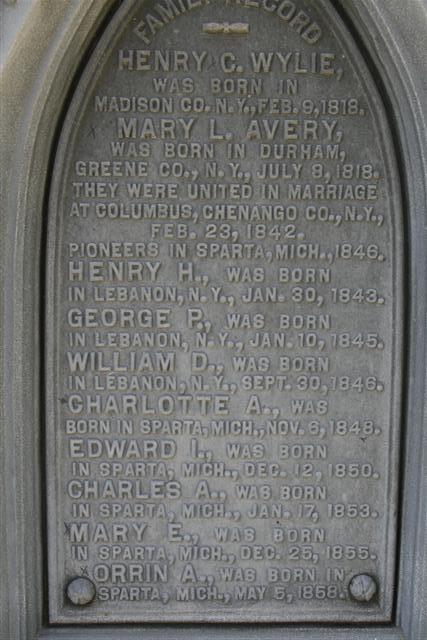 FAMILY RECORD
HENRY C. WYLIE,
WAS BORN IN
MADISON CO. N.Y., FEB. 9, 1818.
MARY L. AVERY,
WAS BORN IN DURHAM,
GREENE CO., N.Y., JULY 8, 1818.
THEY WERE UNITED IN MARRIAGE
AT COLUMBUS, CHENANGO CO., N.Y.,
FEB. 23, 1842.
PIONEERS IN SPARTA, MICH., 1846.
HENRY H., WAS BORN
IN LEBANON, N.Y., JAN. 30, 1843.
GEORGE P., WAS BORN
IN LEBANON, N.Y., JAN. 10, 1845.
WILLIAM D., WAS BORN
IN LEBANON, N.Y., SEPT. 30, 1846.
CHARLOTTE A., WAS
BORN IN SPARTA, MICH., NOV. 6, 1848.
EDWARD I., WAS BORN
IN SPARTA, MICH., DEC. 12, 1850.
CHARLES A., WAS BORN
IN SPARTA, MICH., JAN. 17, 1853.
MARY E., WAS BORN
IN SPARTA, MICH., DEC. 25, 1855.
ORRIN A., WAS BORN IN
SPARTA, MICH., MAY 5, 1858.